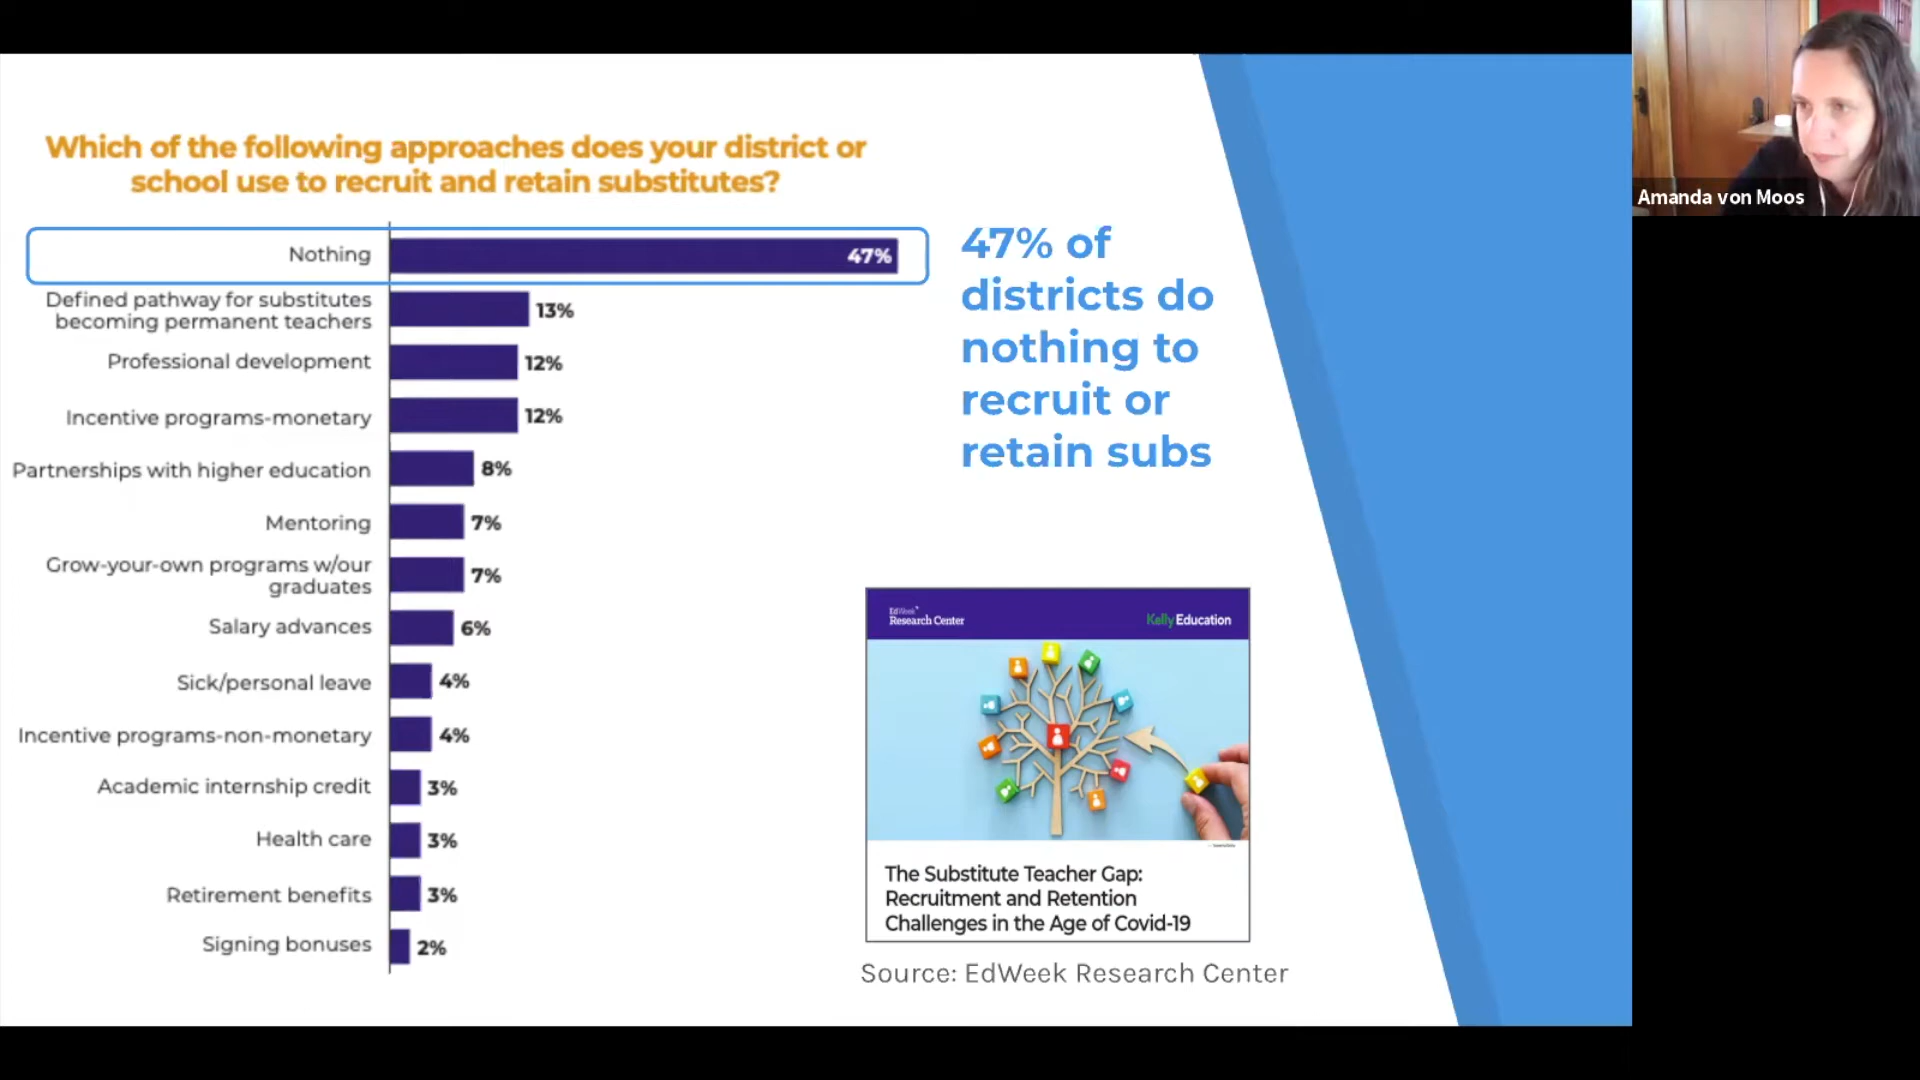 Which of the following approaches does your district or
school use to recruit and retain substitutes?
Nothing
47%
Defined pathway for substitutes
becoming permanent teachers
13%
Professional development
12%
Incentive programs-monetary
12%
Partnerships with higher education
8%
Mentoring
7%
Grow-your-own programs w/our
graduates
7%
Salary advances
6%
Sick/personal leave
4%
Incentive programs-non-monetary
4%
Academic internship credit
3%
Health care
3%
Retirement benefits
3%
Signing bonuses
2%
47% of
districts do
nothing to
recruit or
retain subs
EdWeek
Research Center
Kelly Education
The Substitute Teacher Gap:
Recruitment and Retention
Challenges in the Age of Covid-19
Source: EdWeek Research Center
Amanda von Moos